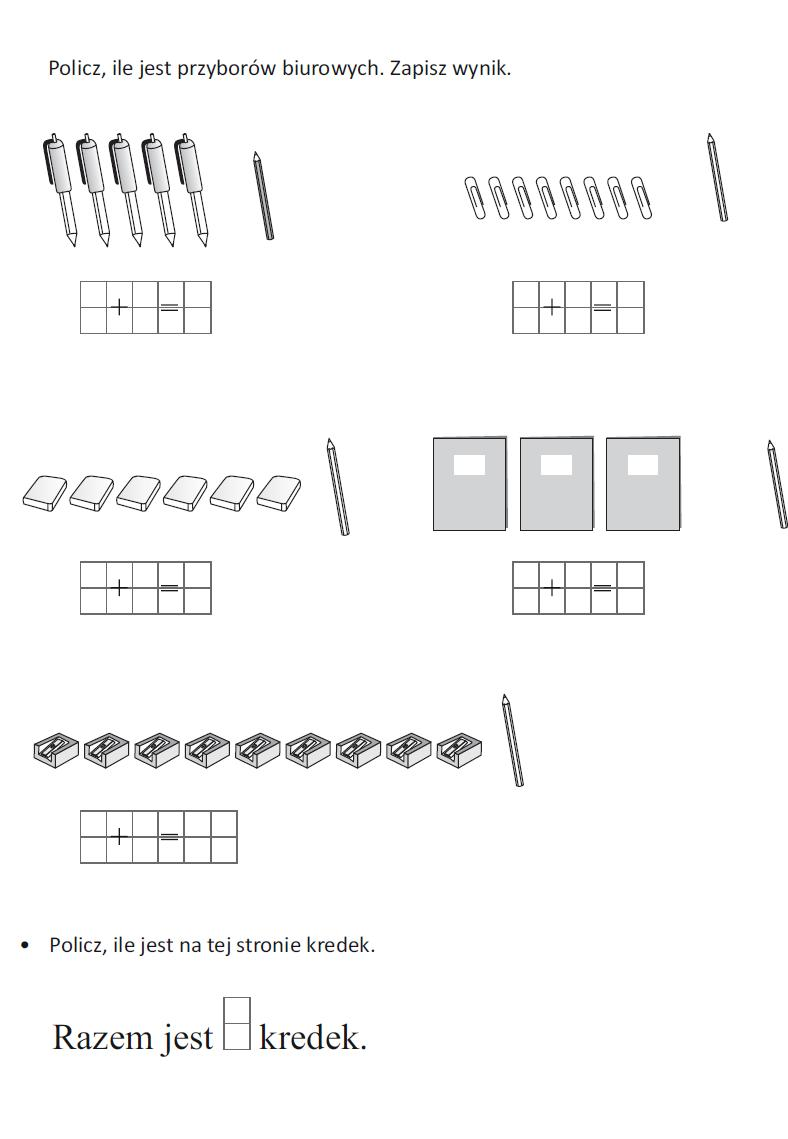 Policz, ile jest przyborów biurowych. Zapisz wynik.
+ =
+ =
+ =
+ =
+ =
• Policz, ile jest na tej stronie kredek.
Razem jest kredek.